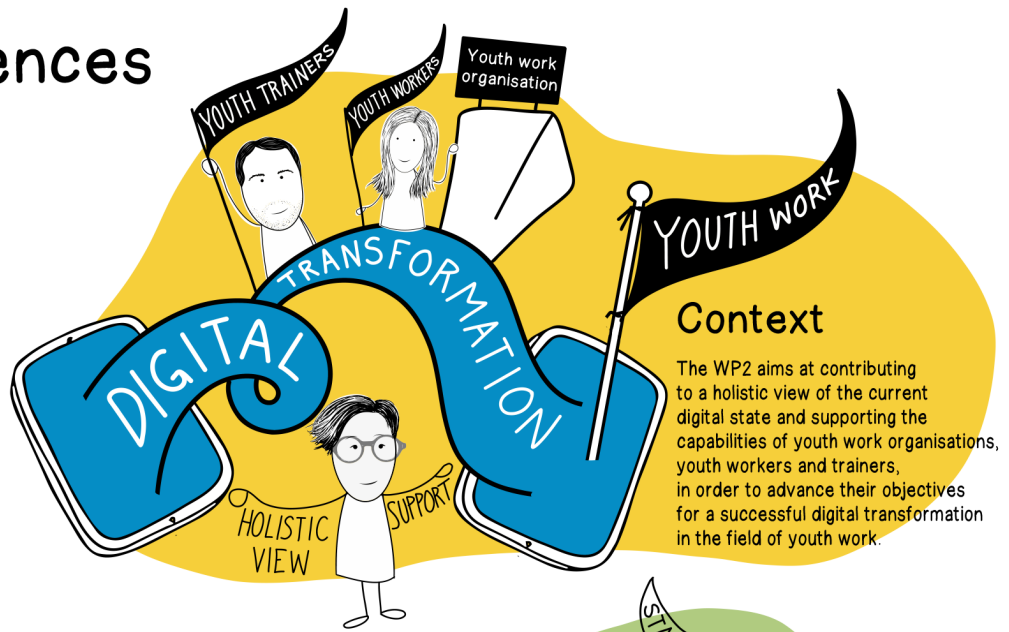 YOUTH TRAINERS
YOUTH WORKERS
Youth work
organisation
YOUTH WORK
DIGITAL
TRANSFORMATION
HOLISTIC
VIEW
SUPPORT
Context
The WP2 aims at contributing
to a holistic view of the current
digital state and supporting the
capabilities of youth work organisations,
youth workers and trainers,
in order to advance their objectives
for a successful digital transformation
in the field of youth work.